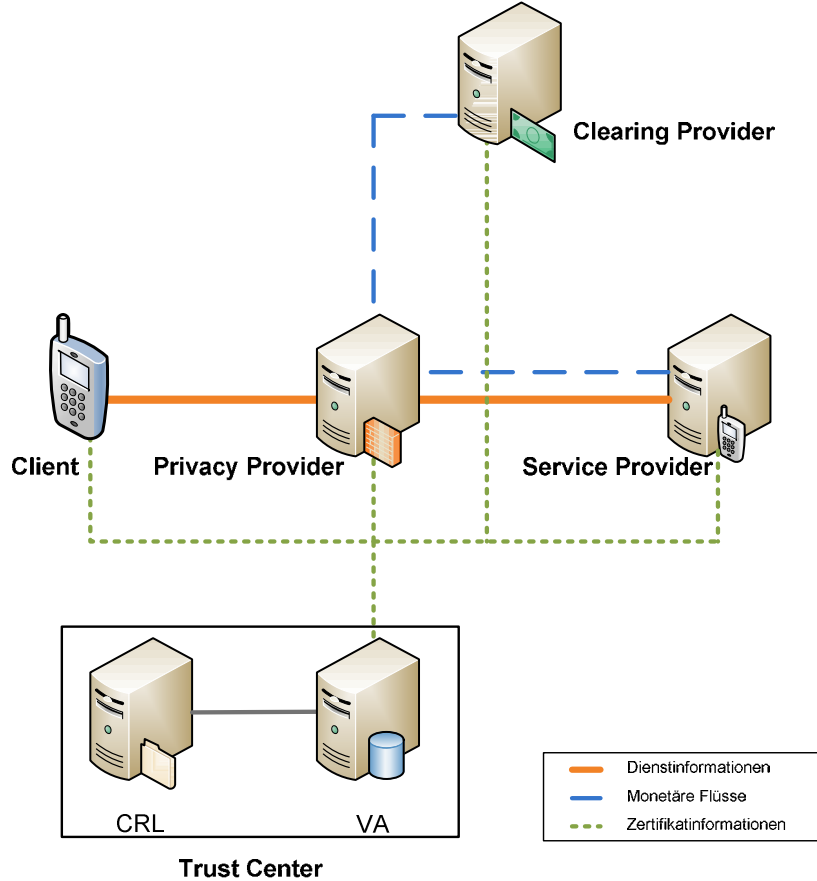 Clearing Provider
Client
Privacy Provider
Service Provider
CRL
VA
Trust Center
Dienstinformationen
Monetäre Flüsse
Zertifikatinformationen